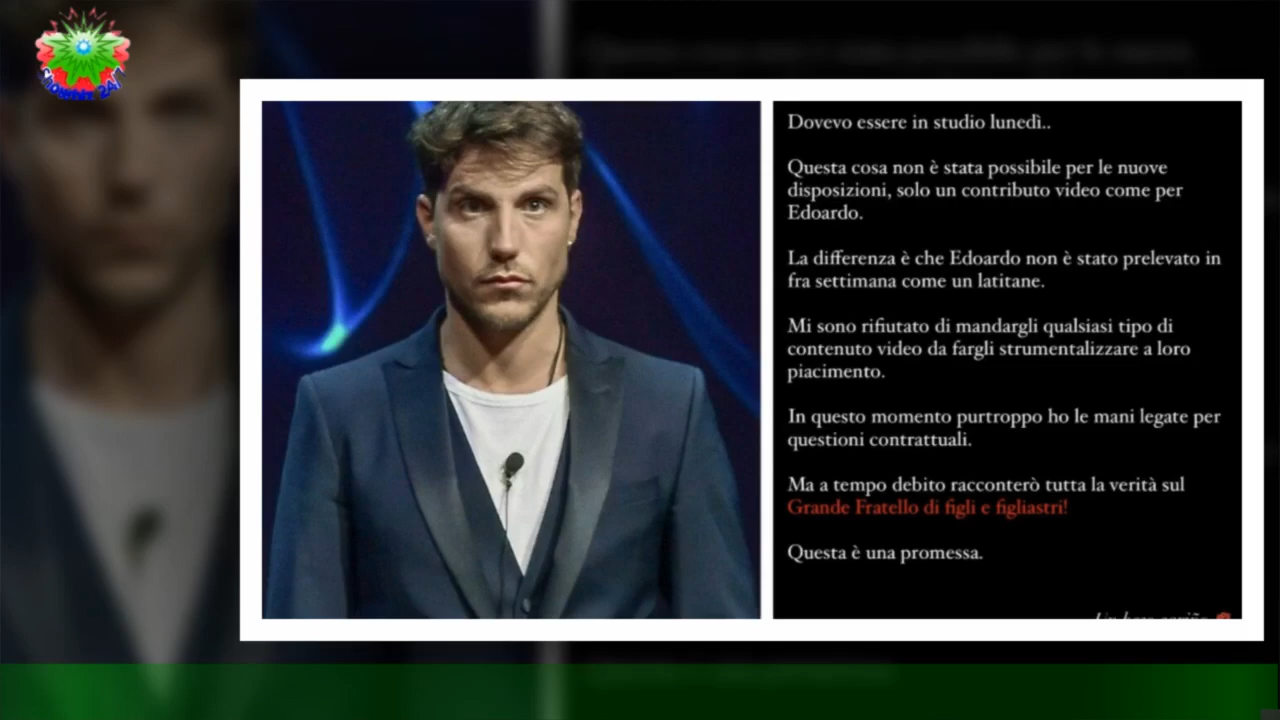 Showbiz 24/7
Dovevo essere in studio lunedì..
Questa cosa non è stata possibile per le nuove
disposizioni, solo un contributo video come per
Edoardo.
La differenza è che Edoardo non è stato prelevato in
fra settimana come un latitane.
Mi sono rifiutato di mandargli qualsiasi tipo di
contenuto video da fargli strumentalizzare a loro
piacimento.
In questo momento purtroppo ho le mani legate per
questioni contrattuali.
Ma a tempo debito racconterò tutta la verità sul
Grande Fratello di figli e figliastri!
Questa è una promessa.